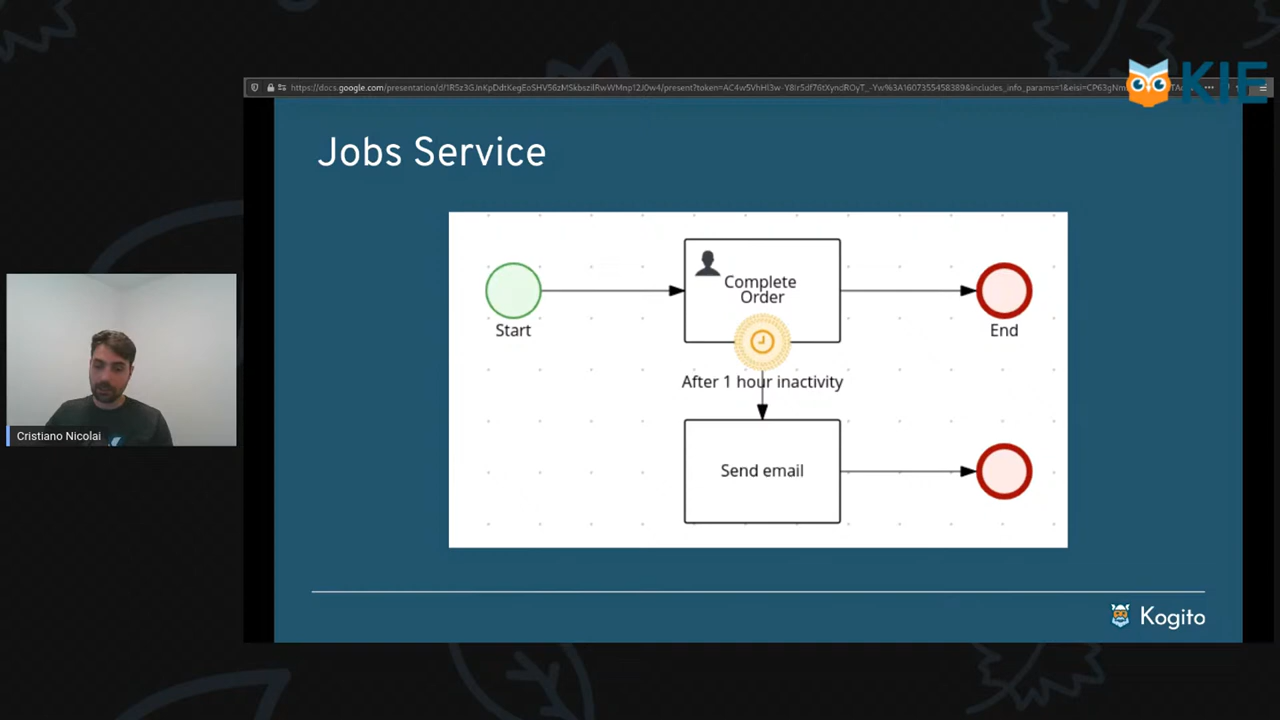 KIE
Jobs Service
Complete
Order
Start
End
After 1 hour inactivity
Send email
Cristiano Nicolai
Kogito